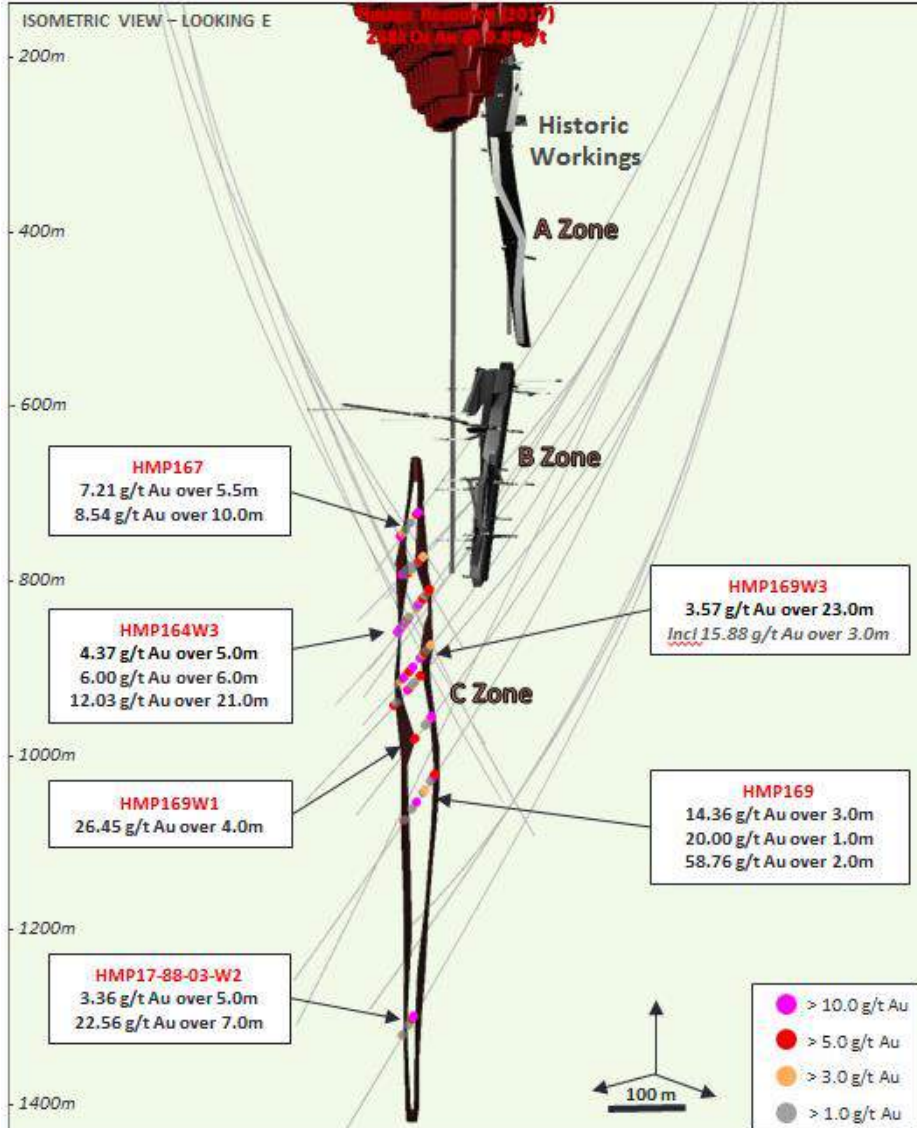 ISOMETRIC VIEW – LOOKING E
(2017)
Oz Au
- 200m
Historic
Workings
- 400m
A Zone
- 600m
HMP167
7.21 g/t Au over 5.5m
8.54 g/t Au over 10.0m
B Zone
- 800m
HMP164W3
4.37 g/t Au over 5.0m
6.00 g/t Au over 6.0m
12.03 g/t Au over 21.0m
HMP169W3
3.57 g/t Au over 23.0m
Incl 15.88 g/t Au over 3.0m
C Zone
- 1000m
HMP169W1
26.45 g/t Au over 4.0m
HMP169
14.36 g/t Au over 3.0m
20.00 g/t Au over 1.0m
58.76 g/t Au over 2.0m
- 1200m
HMP17-88-03-W2
3.36 g/t Au over 5.0m
22.56 g/t Au over 7.0m
- 1400m
100 m
> 10.0 g/t Au
> 5.0 g/t Au
> 3.0 g/t Au
> 1.0 g/t Au